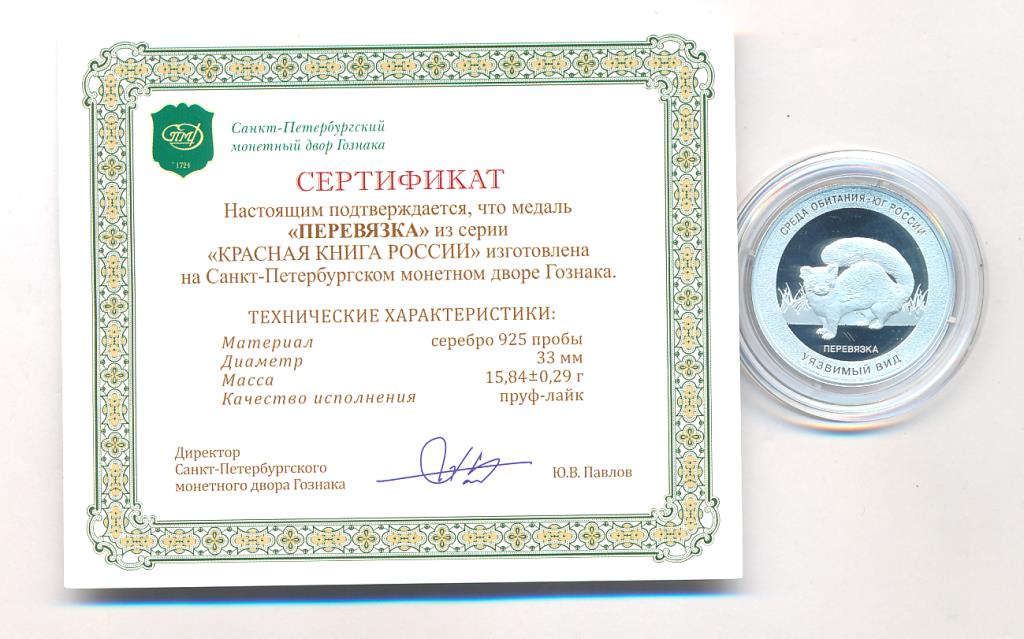 СПМД
1724
Санкт-Петербургский
монетный двор Гознака
СЕРТИФИКАТ
Настоящим подтверждается, что медаль
«ПЕРЕВЯЗКА» из серии
«КРАСНАЯ КНИГА РОССИИ» изготовлена
на Санкт-Петербургском монетном дворе Гознака.
ТЕХНИЧЕСКИЕ ХАРАКТЕРИСТИКИ:
Материал серебро 925 пробы
Диаметр 33 мм
Масса 15,84±0,29 г
Качество исполнения пруф-лайк
Директор
Санкт-Петербургского
монетного двора Гознака
Ю.В. Павлов
СРЕДА ОБИТАНИЯ-ЮГ РОССИИ
ПЕРЕВЯЗКА
УЯЗВИМЫЙ ВИД